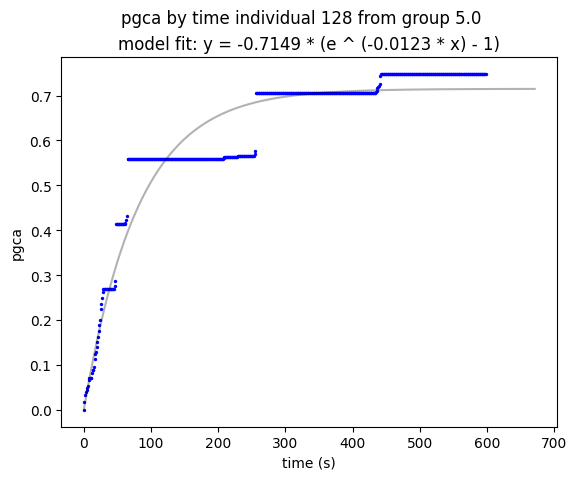 pgca by time individual 128 from group 5.0
model fit: y = -0.7149 * (e ^ (-0.0123 * x) - 1)
0.7
0.6
0.5
0.4
0.3
0.2
0.1
0.0
pgca
0 100 200 300 400 500 600 700
time (s)